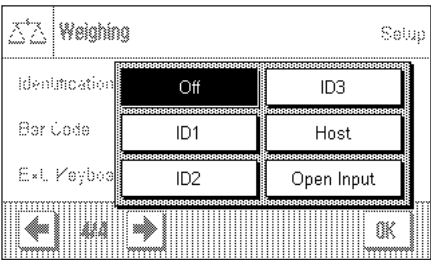 Weighing
Setup
Identification
Off
ID3
Bar Code
ID1
Host
Ext. Keyboa
ID2
Open Input
4/4
OK